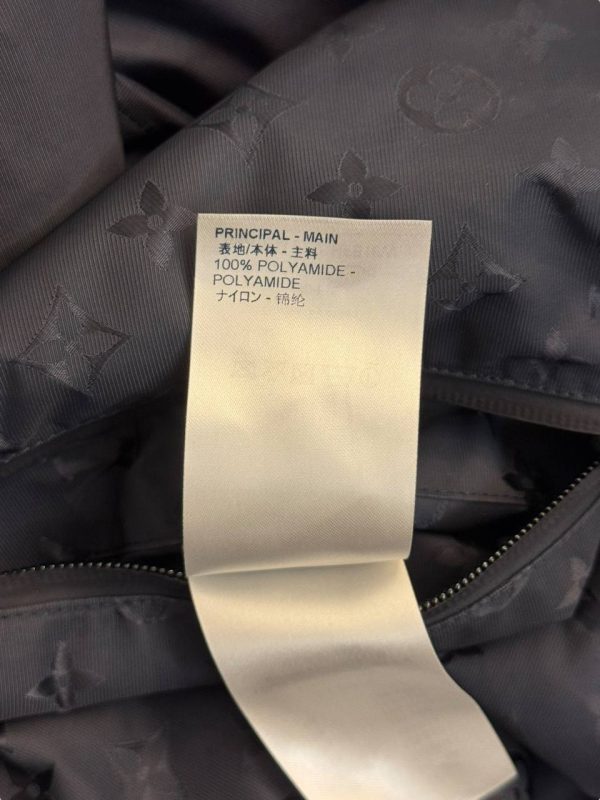 PRINCIPAL - MAIN
表地/本体 - 主料
100% POLYAMIDE -
POLYAMIDE
ナイロン - 锦纶